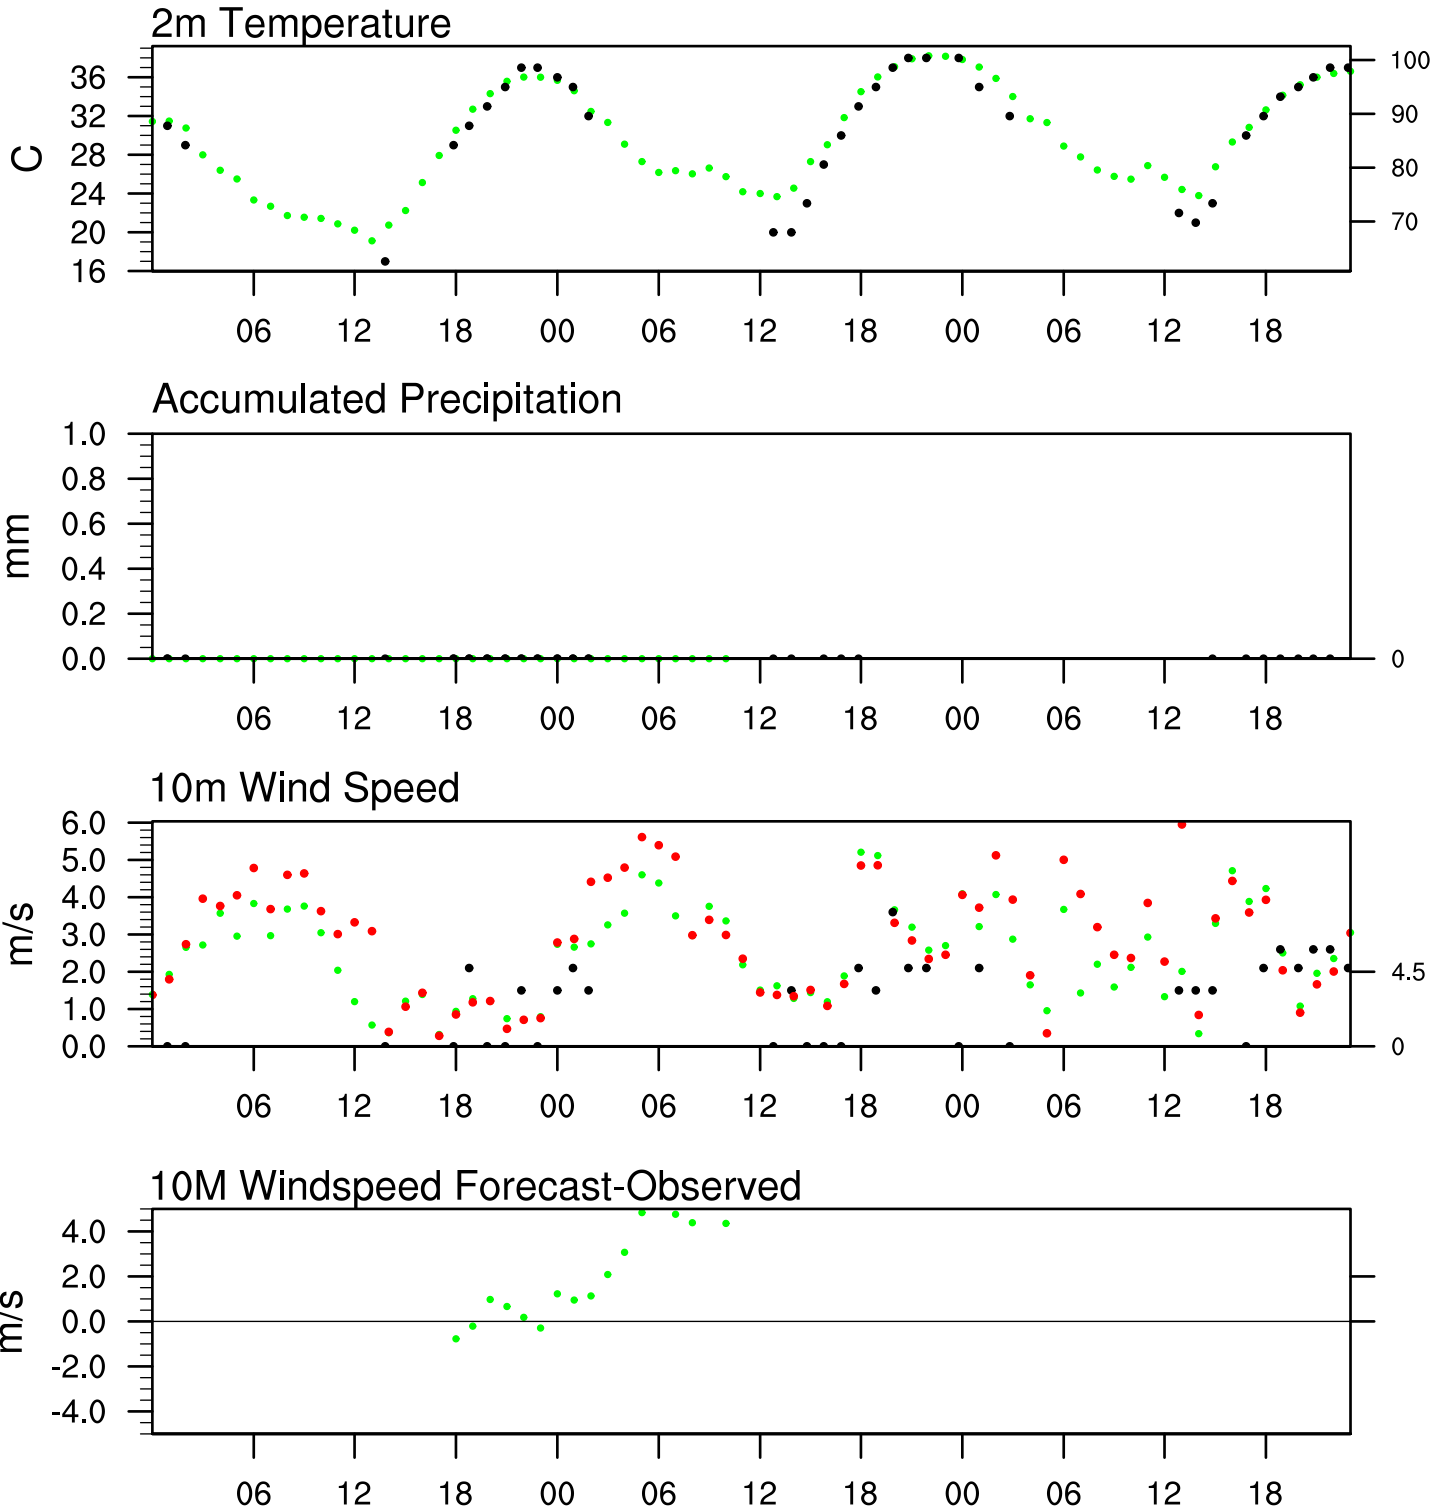 2m Temperature
C
36
32
28
24
20
16
100
90
80
70
06 12 18 00 06 12 18 00 06 12 18
Accumulated Precipitation
mm
1.0
0.8
0.6
0.4
0.2
0.0
0
06 12 18 00 06 12 18 00 06 12 18
10m Wind Speed
m/s
6.0
5.0
4.0
3.0
2.0
1.0
0.0
4.5
0
06 12 18 00 06 12 18 00 06 12 18
10M Windspeed Forecast-Observed
m/s
4.0
2.0
0.0
-2.0
-4.0
06 12 18 00 06 12 18 00 06 12 18